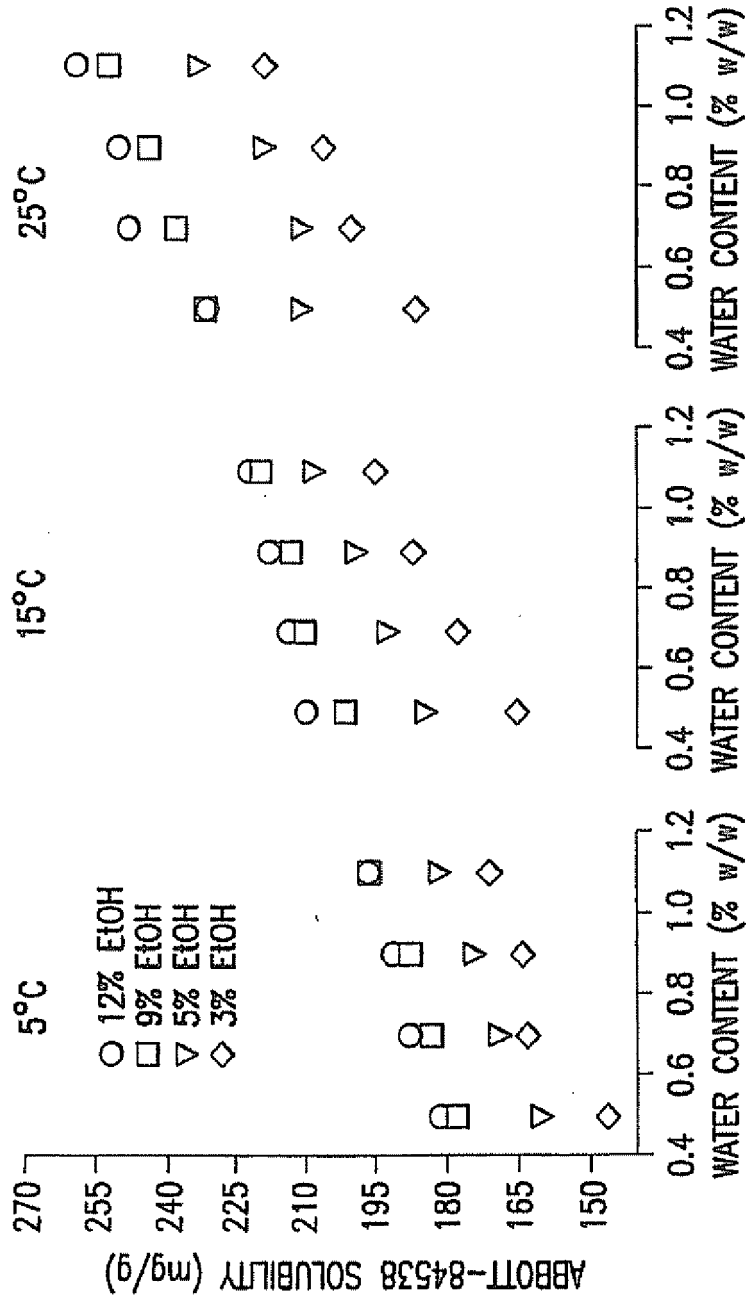 5°C
15°C
25°C
12% EtOH
9% EtOH
5% EtOH
3% EtOH
ABBOTT-84538 SOLUBILITY (mg/g)
270
255
240
225
210
195
180
165
150
0.4 0.6 0.8 1.0 1.2
WATER CONTENT (% w/w)
0.4 0.6 0.8 1.0 1.2
WATER CONTENT (% w/w)
0.4 0.6 0.8 1.0 1.2
WATER CONTENT (% w/w)